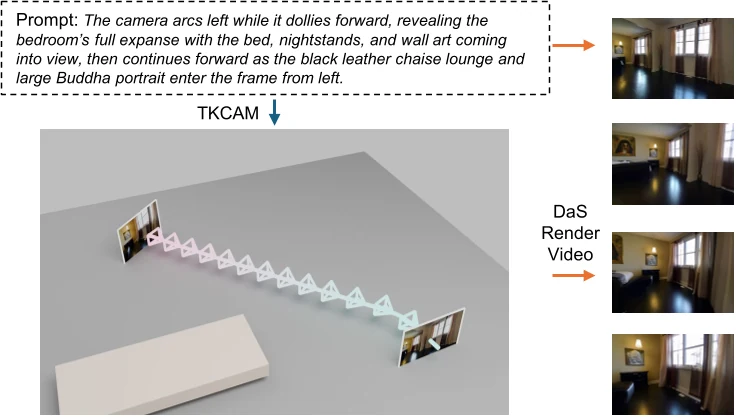 Prompt: The camera arcs left while it dollies forward, revealing the
bedroom's full expanse with the bed, nightstands, and wall art coming
into view, then continues forward as the black leather chaise lounge and
large Buddha portrait enter the frame from left.
TKCAM
DaS
Render
Video